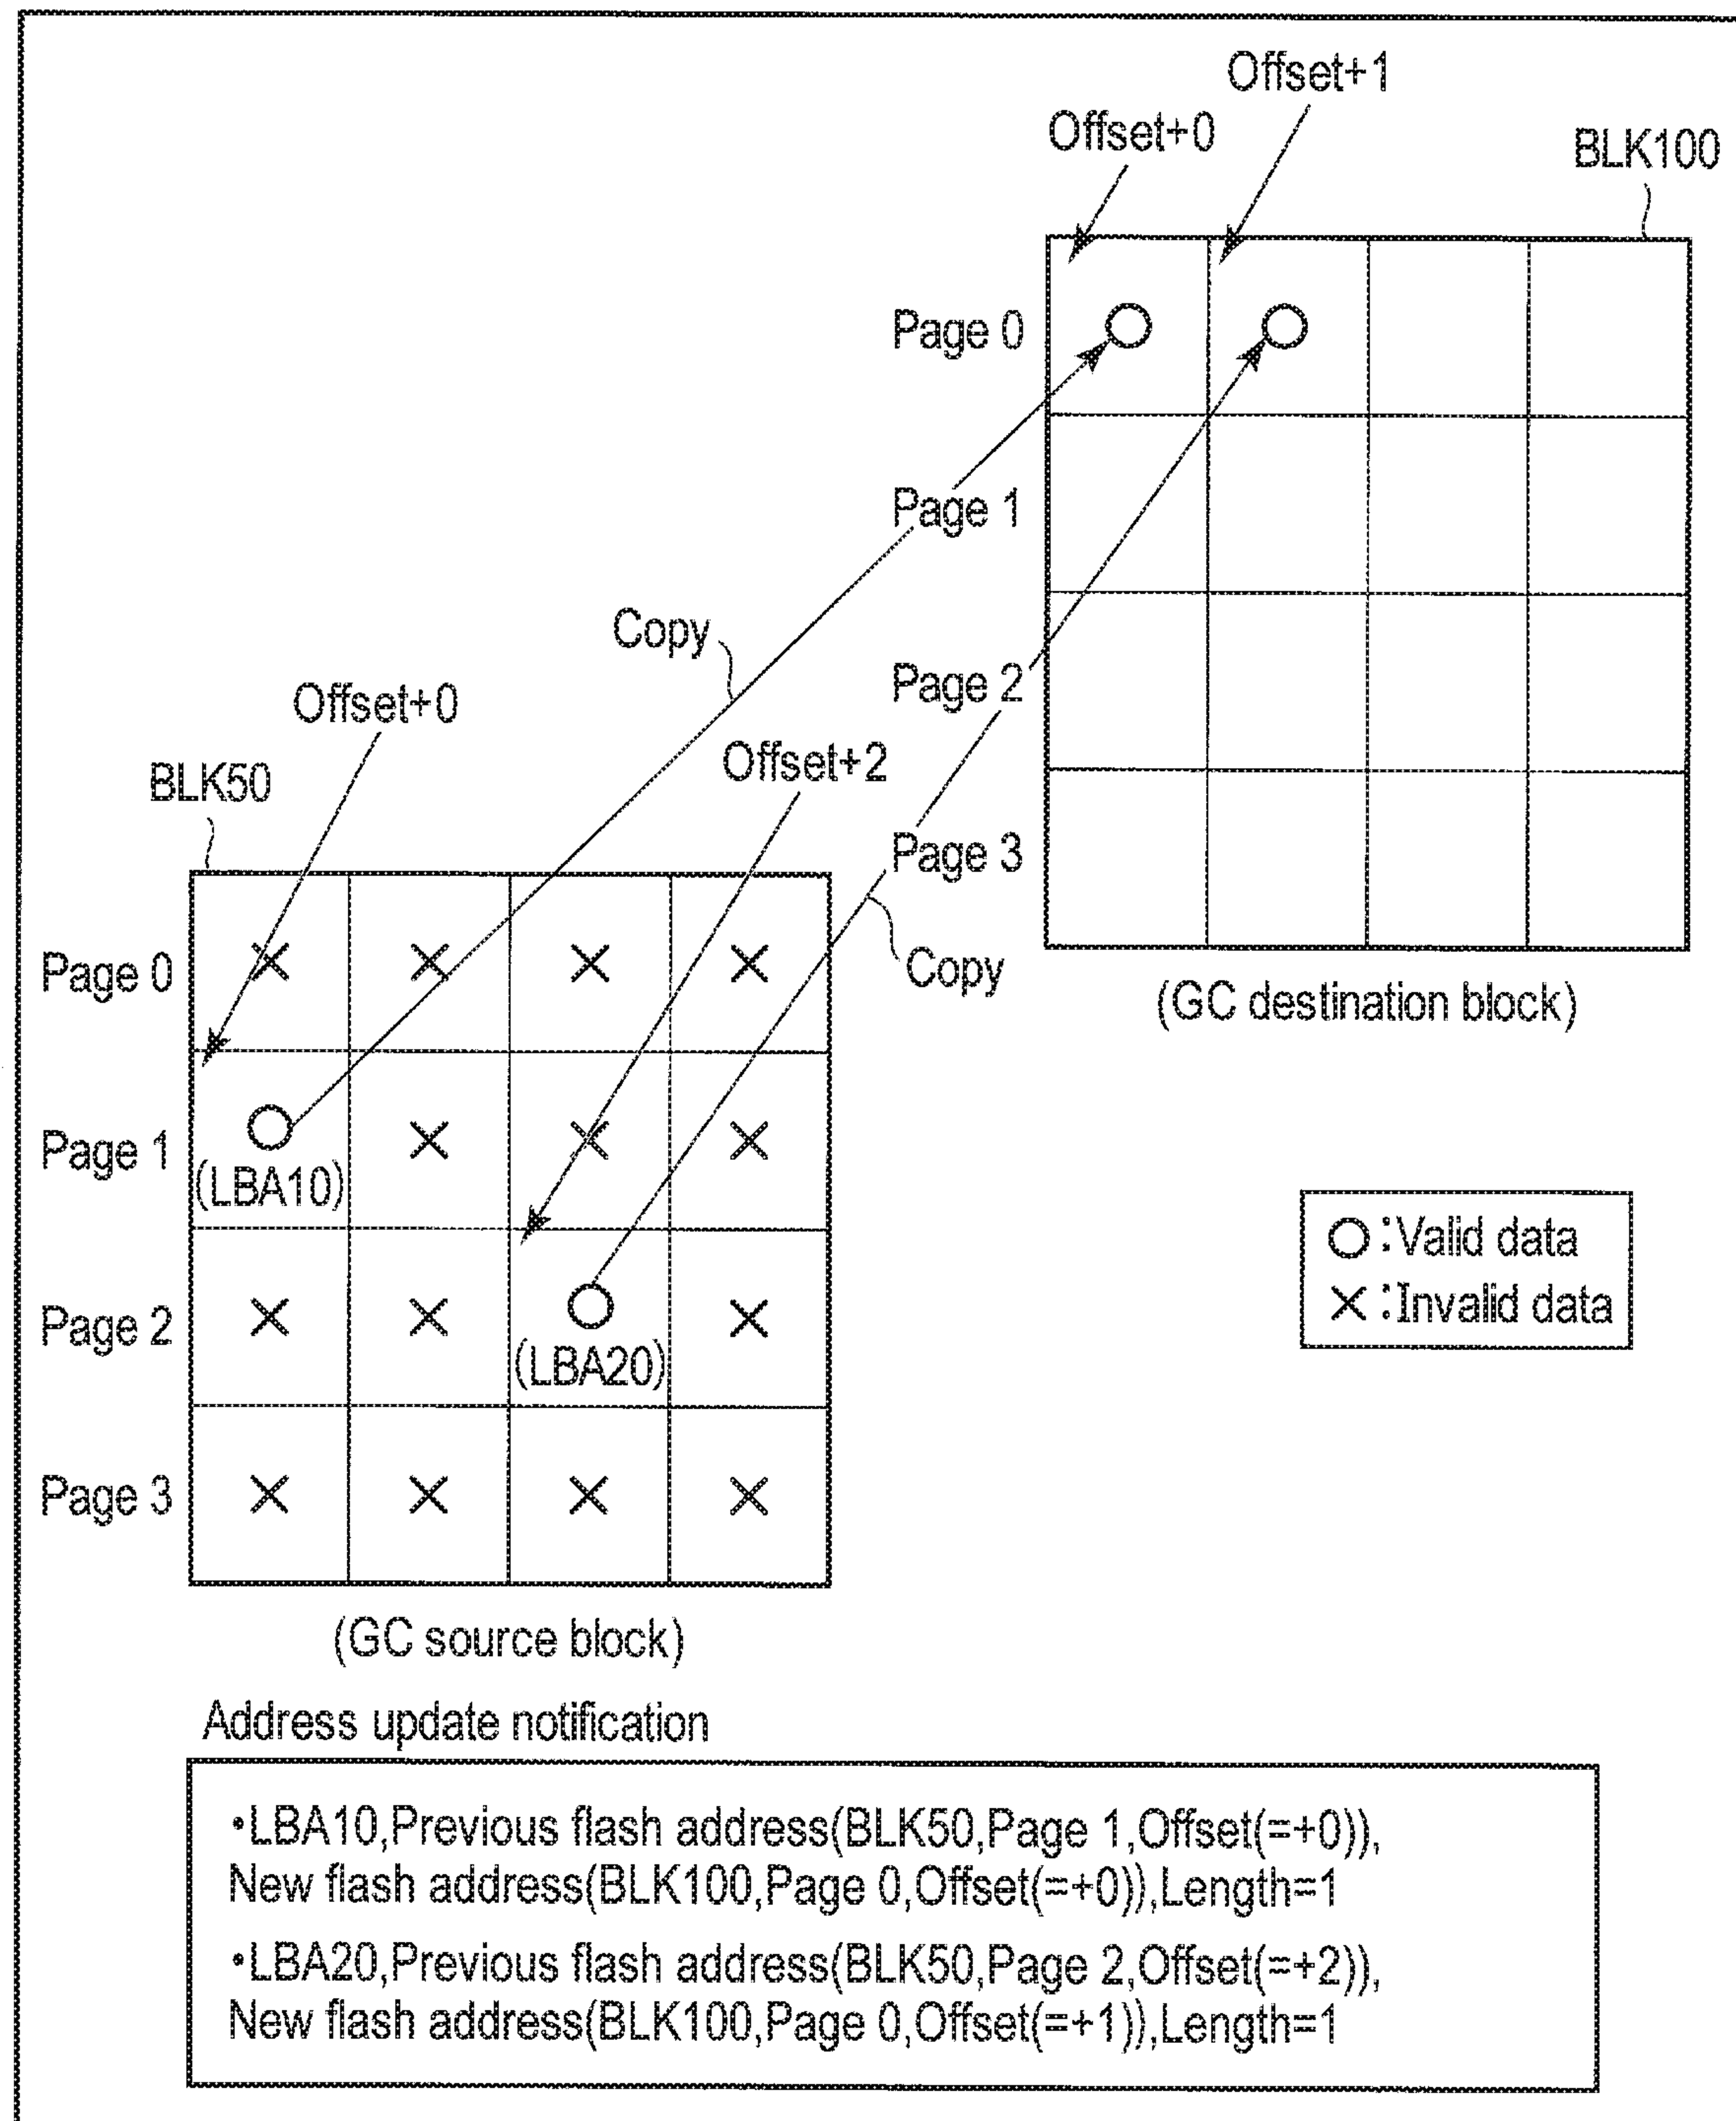 Offset+1
Offset+0
BLK100
Page 0
Page 1
Page 2
Page 3
Copy
Copy
(GC destination block)
Offset+0
Offset+2
BLK50
Page 0
Page 1
(LBA10)
Page 2
(LBA20)
Page 3
(GC source block)
○:Valid data
×:Invalid data
Address update notification
•LBA10,Previous flash address(BLK50,Page 1,Offset(=+0)),
New flash address(BLK100,Page 0,Offset(=+0)),Length=1
•LBA20,Previous flash address(BLK50,Page 2,Offset(=+2)),
New flash address(BLK100,Page 0,Offset(=+1)),Length=1